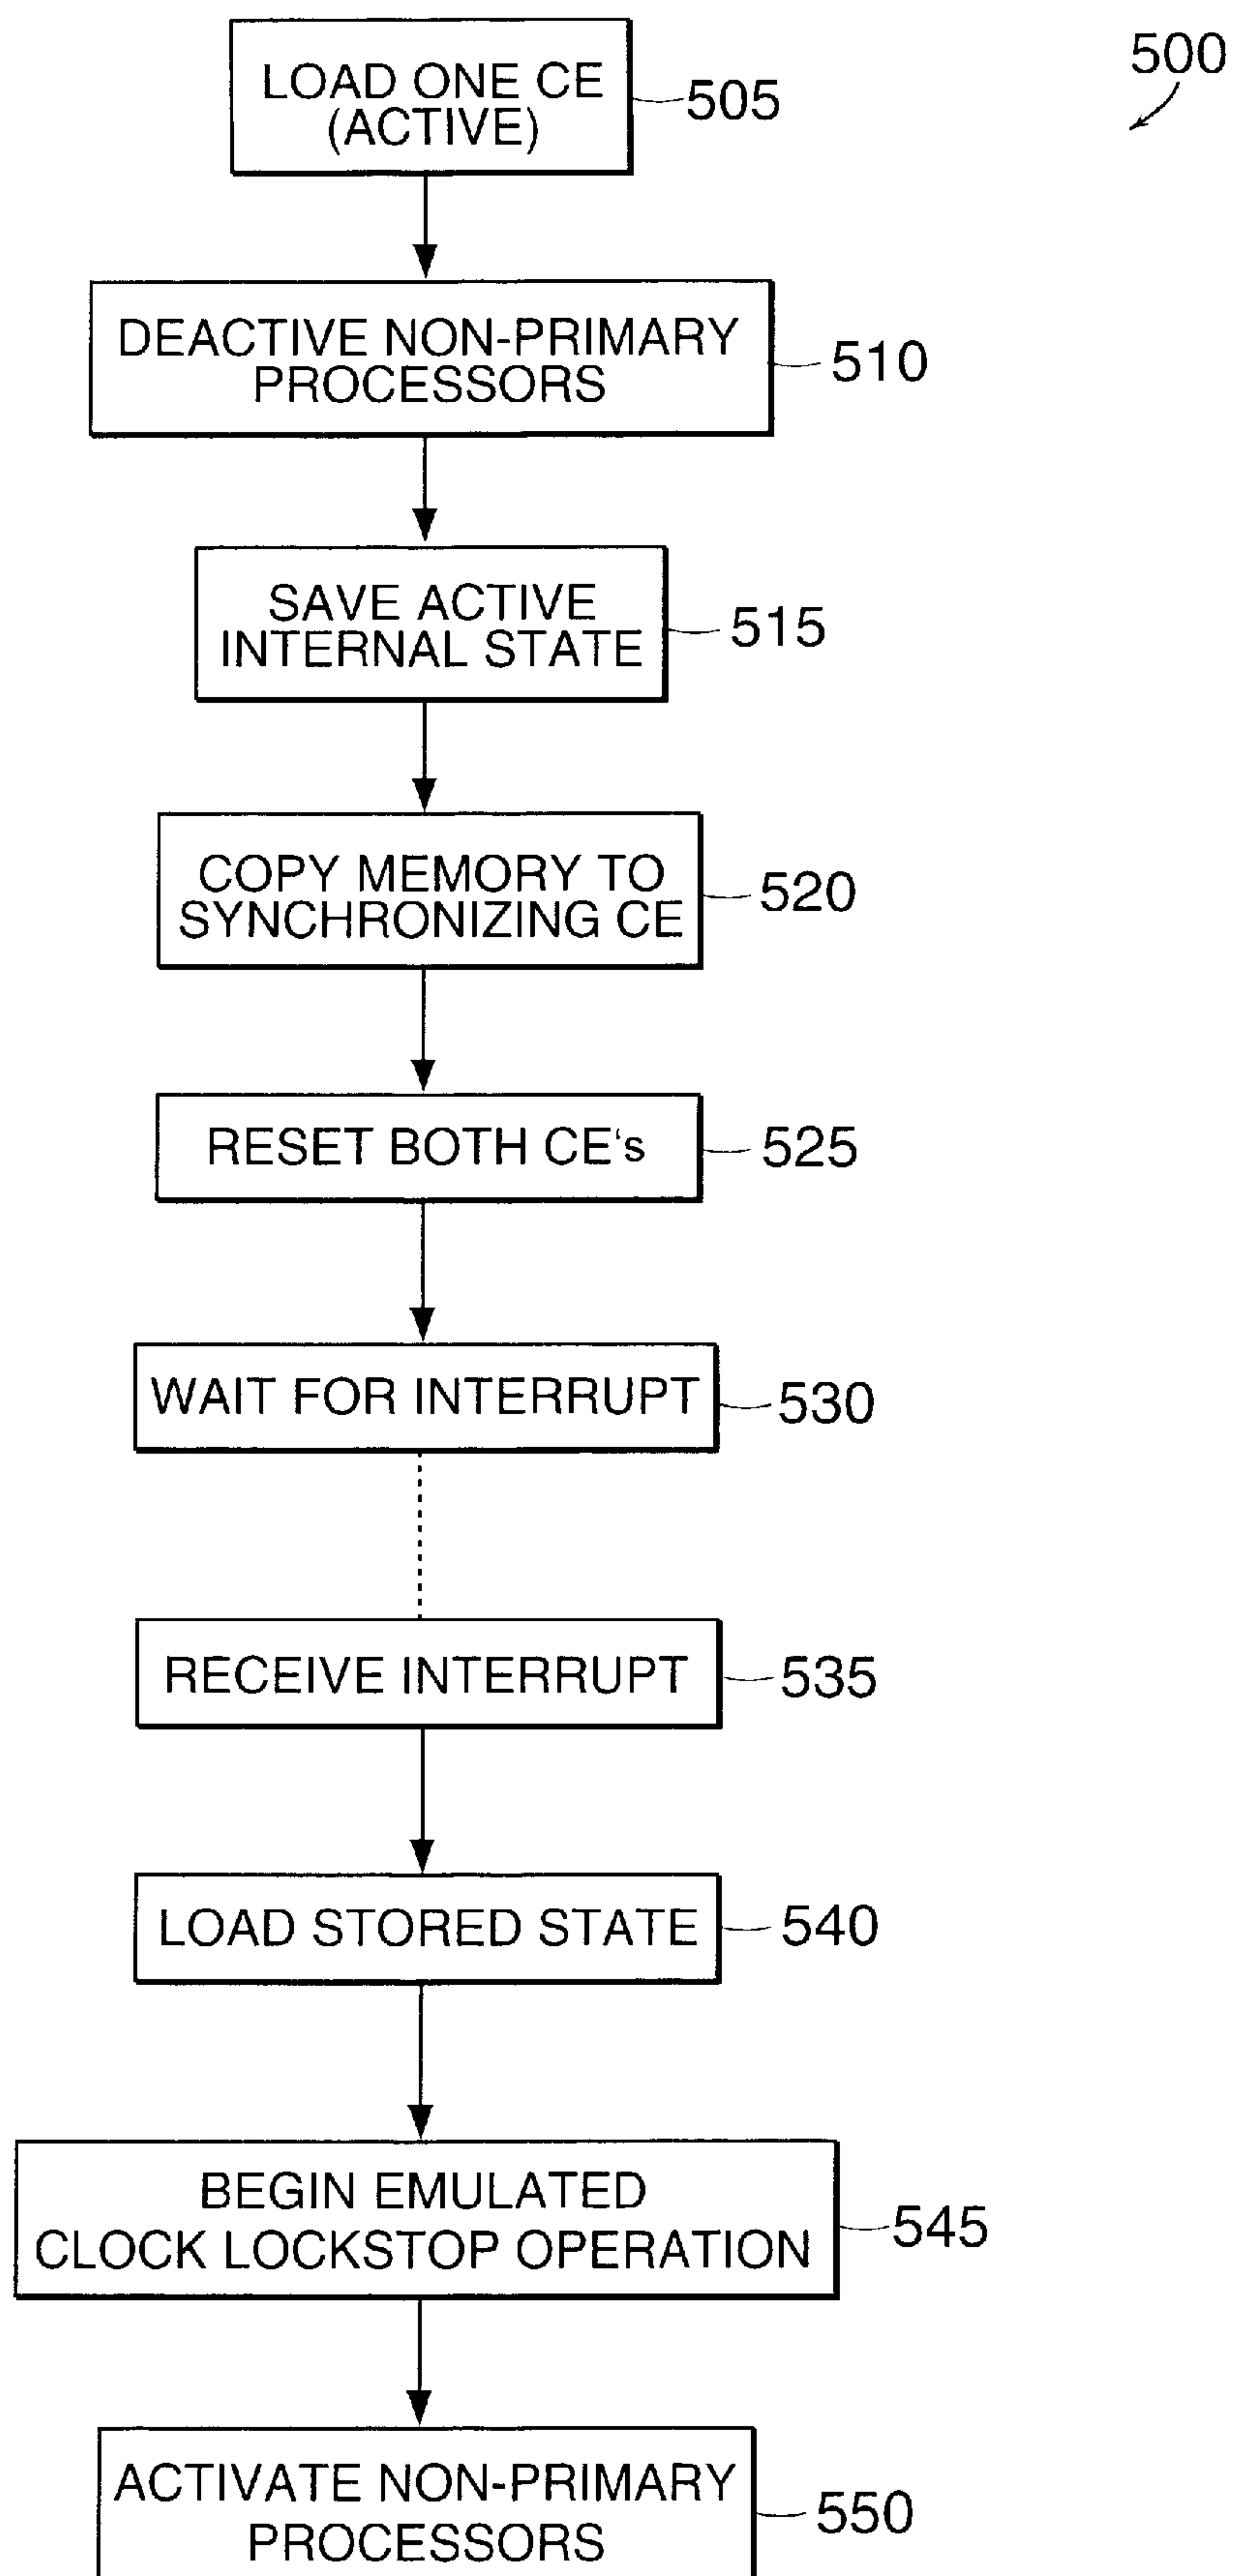 500
LOAD ONE CE
(ACTIVE)
505
DEACTIVE NON-PRIMARY
PROCESSORS
510
SAVE ACTIVE
INTERNAL STATE
515
COPY MEMORY TO
SYNCHRONIZING CE
520
RESET BOTH CE's
525
WAIT FOR INTERRUPT
530
RECEIVE INTERRUPT
535
LOAD STORED STATE
540
BEGIN EMULATED
CLOCK LOCKSTOP OPERATION
545
ACTIVATE NON-PRIMARY
PROCESSORS
550